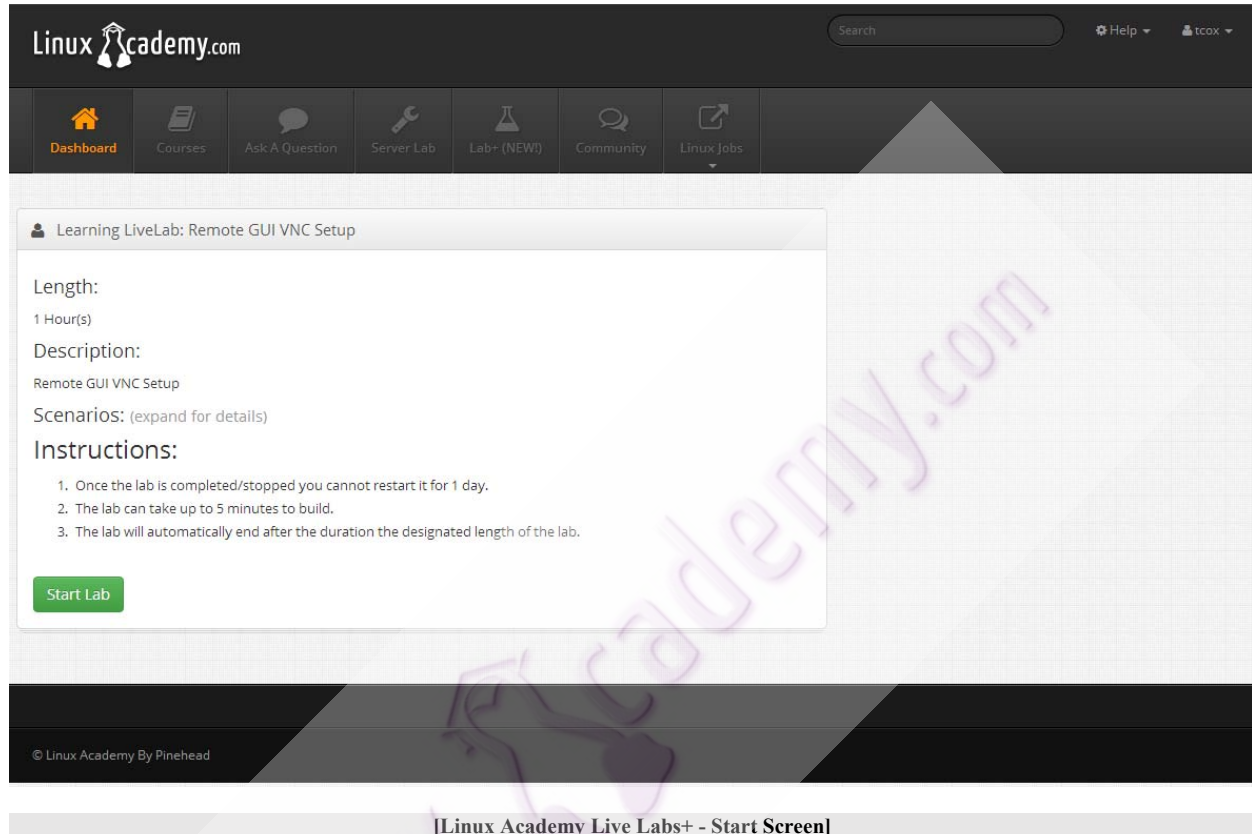 Linux Academy.com
Search
Help
tcox
Dashboard
Courses
Ask A Question
Server Lab
Lab+ (NEW!)
Community
Linux Jobs
Learning LiveLab: Remote GUI VNC Setup
Length:
1 Hour(s)
Description:
Remote GUI VNC Setup
Scenarios: (expand for details)
Instructions:
1. Once the lab is completed/stopped you cannot restart it for 1 day.
2. The lab can take up to 5 minutes to build.
3. The lab will automatically end after the duration the designated length of the lab.
Start Lab
cademy.com
© Linux Academy By Pinehead
[Linux Academy Live Labs+ - Start Screen]